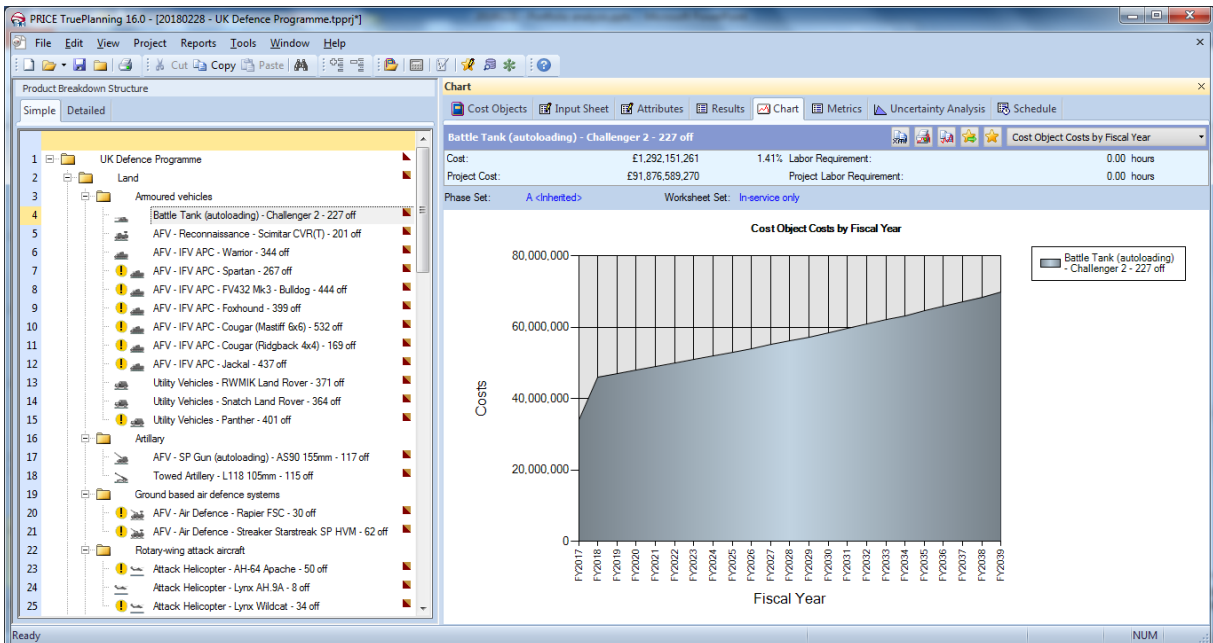 PRICE TruePlanning 16.0 - [20180228 - UK Defence Programme.tpprj*]
File Edit View Project Reports Tools Window Help
Cut Copy Paste
Product Breakdown Structure
Simple Detailed
1 UK Defence Programme
2 Land
3 Armoured vehicles
4 Battle Tank (autoloading) - Challenger 2 - 227 off
5 AFV - Reconnaissance - Scimitar CVR(T) - 201 off
6 AFV - IFV APC - Warrior - 344 off
7 AFV - IFV APC - Spartan - 267 off
8 AFV - IFV APC - FV432 Mk3 - Bulldog - 444 off
9 AFV - IFV APC - Foxhound - 399 off
10 AFV - IFV APC - Cougar (Mastiff 6x6) - 532 off
11 AFV - IFV APC - Cougar (Ridgback 4x4) - 169 off
12 AFV - IFV APC - Jackal - 437 off
13 Utility Vehicles - RWMIK Land Rover - 371 off
14 Utility Vehicles - Snatch Land Rover - 364 off
15 Utility Vehicles - Panther - 401 off
16 Artillary
17 AFV - SP Gun (autoloading) - AS90 155mm - 117 off
18 Towed Artillery - L118 105mm - 115 off
19 Ground based air defence systems
20 AFV - Air Defence - Rapier FSC - 30 off
21 AFV - Air Defence - Streaker Starstreak SP HVM - 62 off
22 Rotary-wing attack aircraft
23 Attack Helicopter - AH-64 Apache - 50 off
24 Attack Helicopter - Lynx AH.9A - 8 off
25 Attack Helicopter - Lynx Wildcat - 34 off
Chart
Cost Objects Input Sheet Attributes Results Chart Metrics Uncertainty Analysis Schedule
Battle Tank (autoloading) - Challenger 2 - 227 off
Cost Object Costs by Fiscal Year
Cost: £1,292,151,261 1.41% Labor Requirement: 0.00 hours
Project Cost: £91,876,589,270 Project Labor Requirement: 0.00 hours
Phase Set: A <Inherited> Worksheet Set: In-service only
Cost Object Costs by Fiscal Year
Battle Tank (autoloading)
- Challenger 2 - 227 off
80,000,000
60,000,000
40,000,000
20,000,000
0
Costs
FY2017
FY2018
FY2019
FY2020
FY2021
FY2022
FY2023
FY2024
FY2025
FY2026
FY2027
FY2028
FY2029
FY2030
FY2031
FY2032
FY2033
FY2034
FY2035
FY2036
FY2037
FY2038
FY2039
Fiscal Year
Ready
NUM